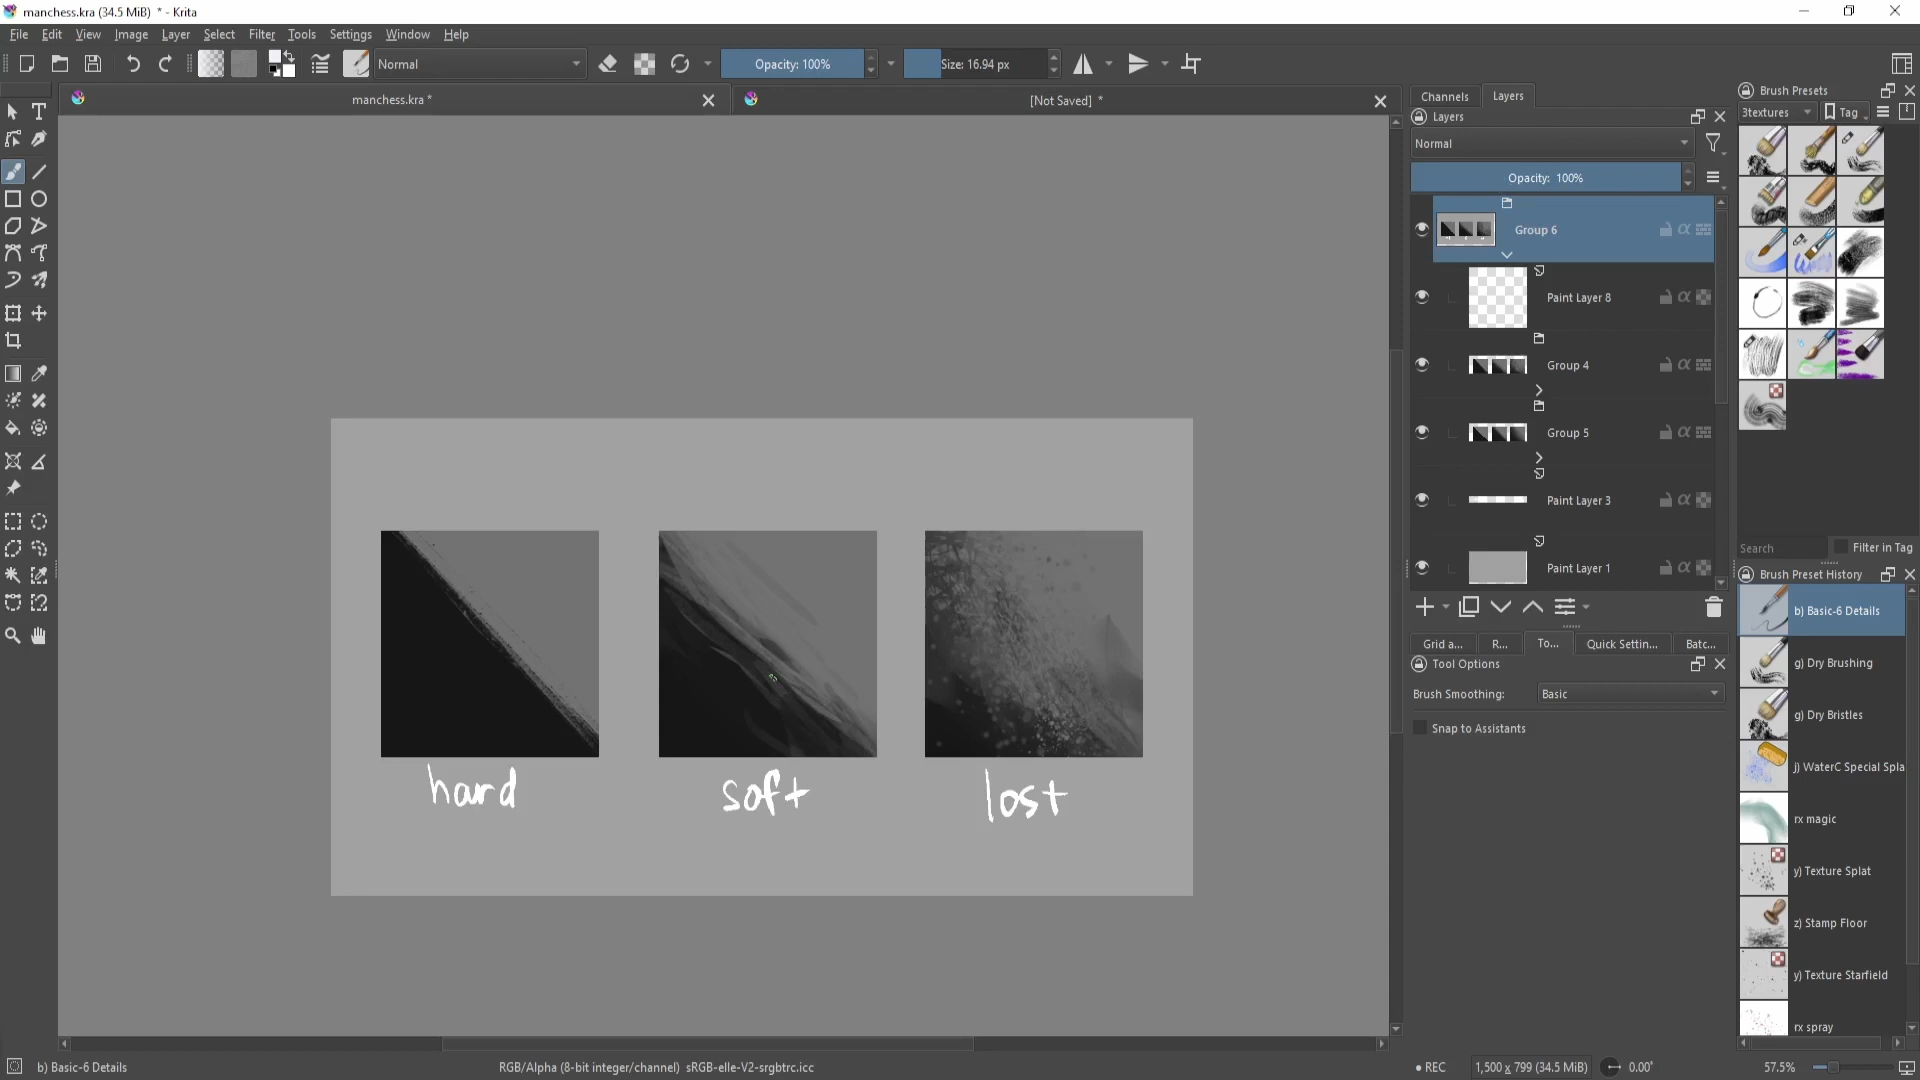 manchess.kra (34.5 MiB) * - Krita
File Edit View Image Layer Select Filter Tools Settings Window Help
Normal Opacity: 100% Size: 16.94 px
manchess.kra * [Not Saved] *
hard soft lost
Channels Layers
Layers
Normal
Opacity: 100%
Group 6
Paint Layer 8
Group 4
Group 5
Paint Layer 3
Paint Layer 1
Grid a... R... To... Quick Settin... Batc...
Tool Options
Brush Smoothing: Basic
Snap to Assistants
Brush Presets
3textures Tag
Search Filter in Tag
Brush Preset History
b) Basic-6 Details
g) Dry Brushing
g) Dry Bristles
j) WaterC Special Spla
rx magic
y) Texture Splat
z) Stamp Floor
y) Texture Starfield
rx spray
b) Basic-6 Details RGB/Alpha (8-bit integer/channel) sRGB-elle-V2-srgbtrc.icc REC 1,500 x 799 (34.5 MiB) 0.00° 57.5%